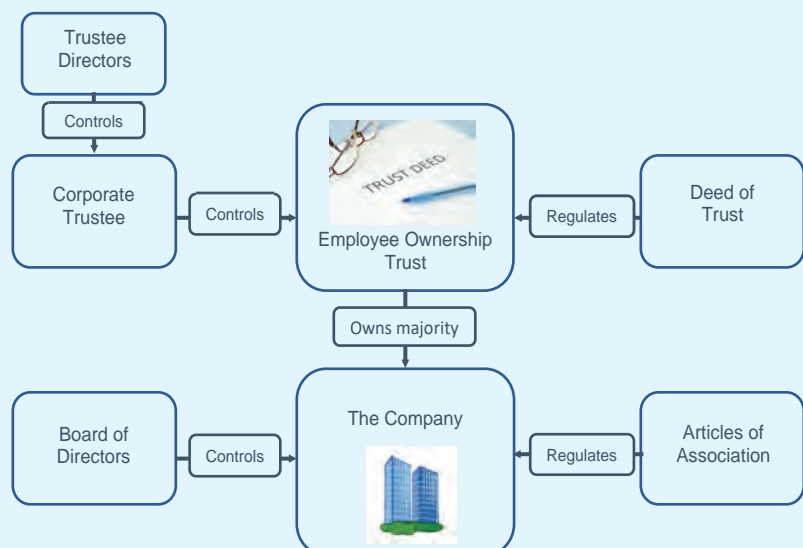 Trustee
Directors
Controls
Corporate
Trustee
Controls
TRUST DEED
Employee Ownership
Trust
Regulates
Deed of
Trust
Owns majority
Board of
Directors
Controls
The Company
Regulates
Articles of
Association